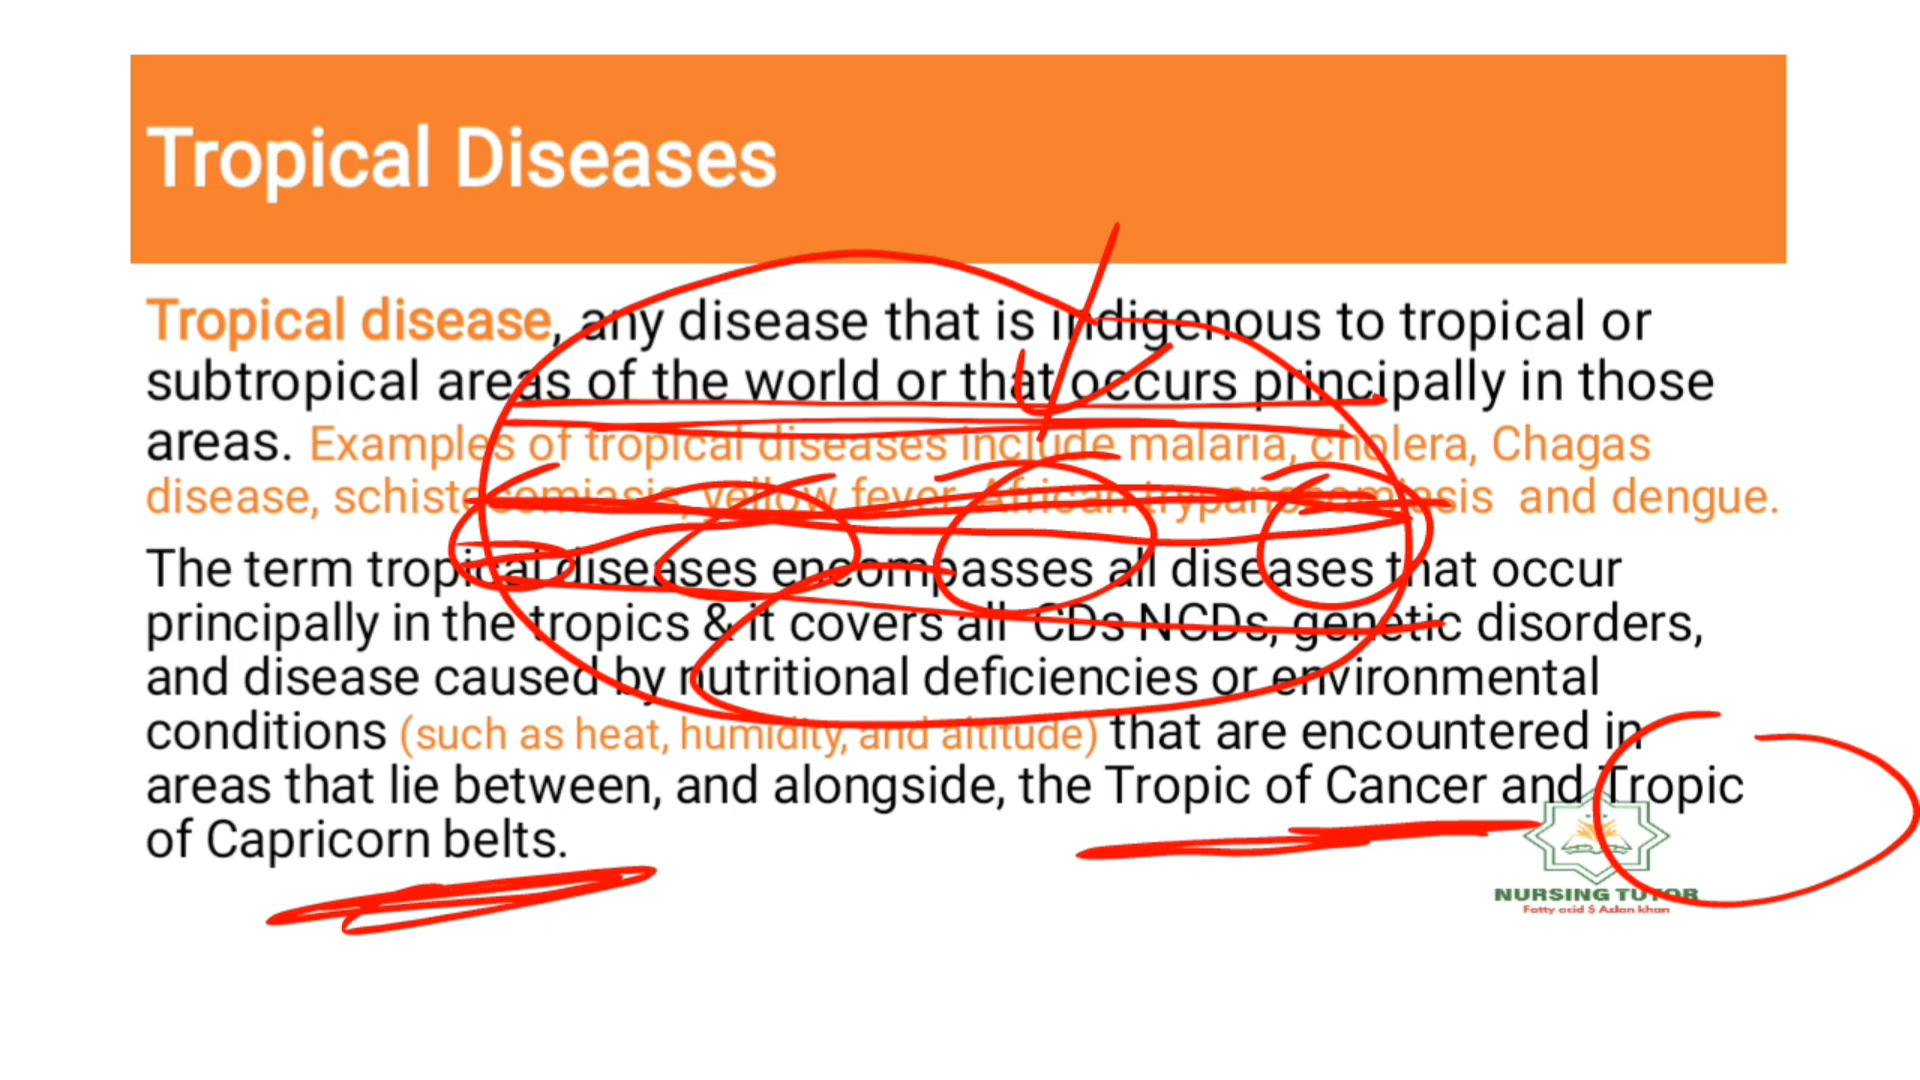 Tropical Diseases
Tropical disease, any disease that is indigenous to tropical or
subtropical areas of the world or that occurs principally in those
areas. Examples of tropical diseases include malaria, cholera, Chagas
disease, schistosomiasis, yellow fever, African trypanosomiasis and dengue.
The term tropical diseases encompasses all diseases that occur
principally in the tropics & it covers all CDs NCDs, genetic disorders,
and disease caused by nutritional deficiencies or environmental
conditions (such as heat, humidity, and altitude) that are encountered in
areas that lie between, and alongside, the Tropic of Cancer and Tropic
of Capricorn belts.
NURSING TUTOR
Fatty acid $ Azlan khan